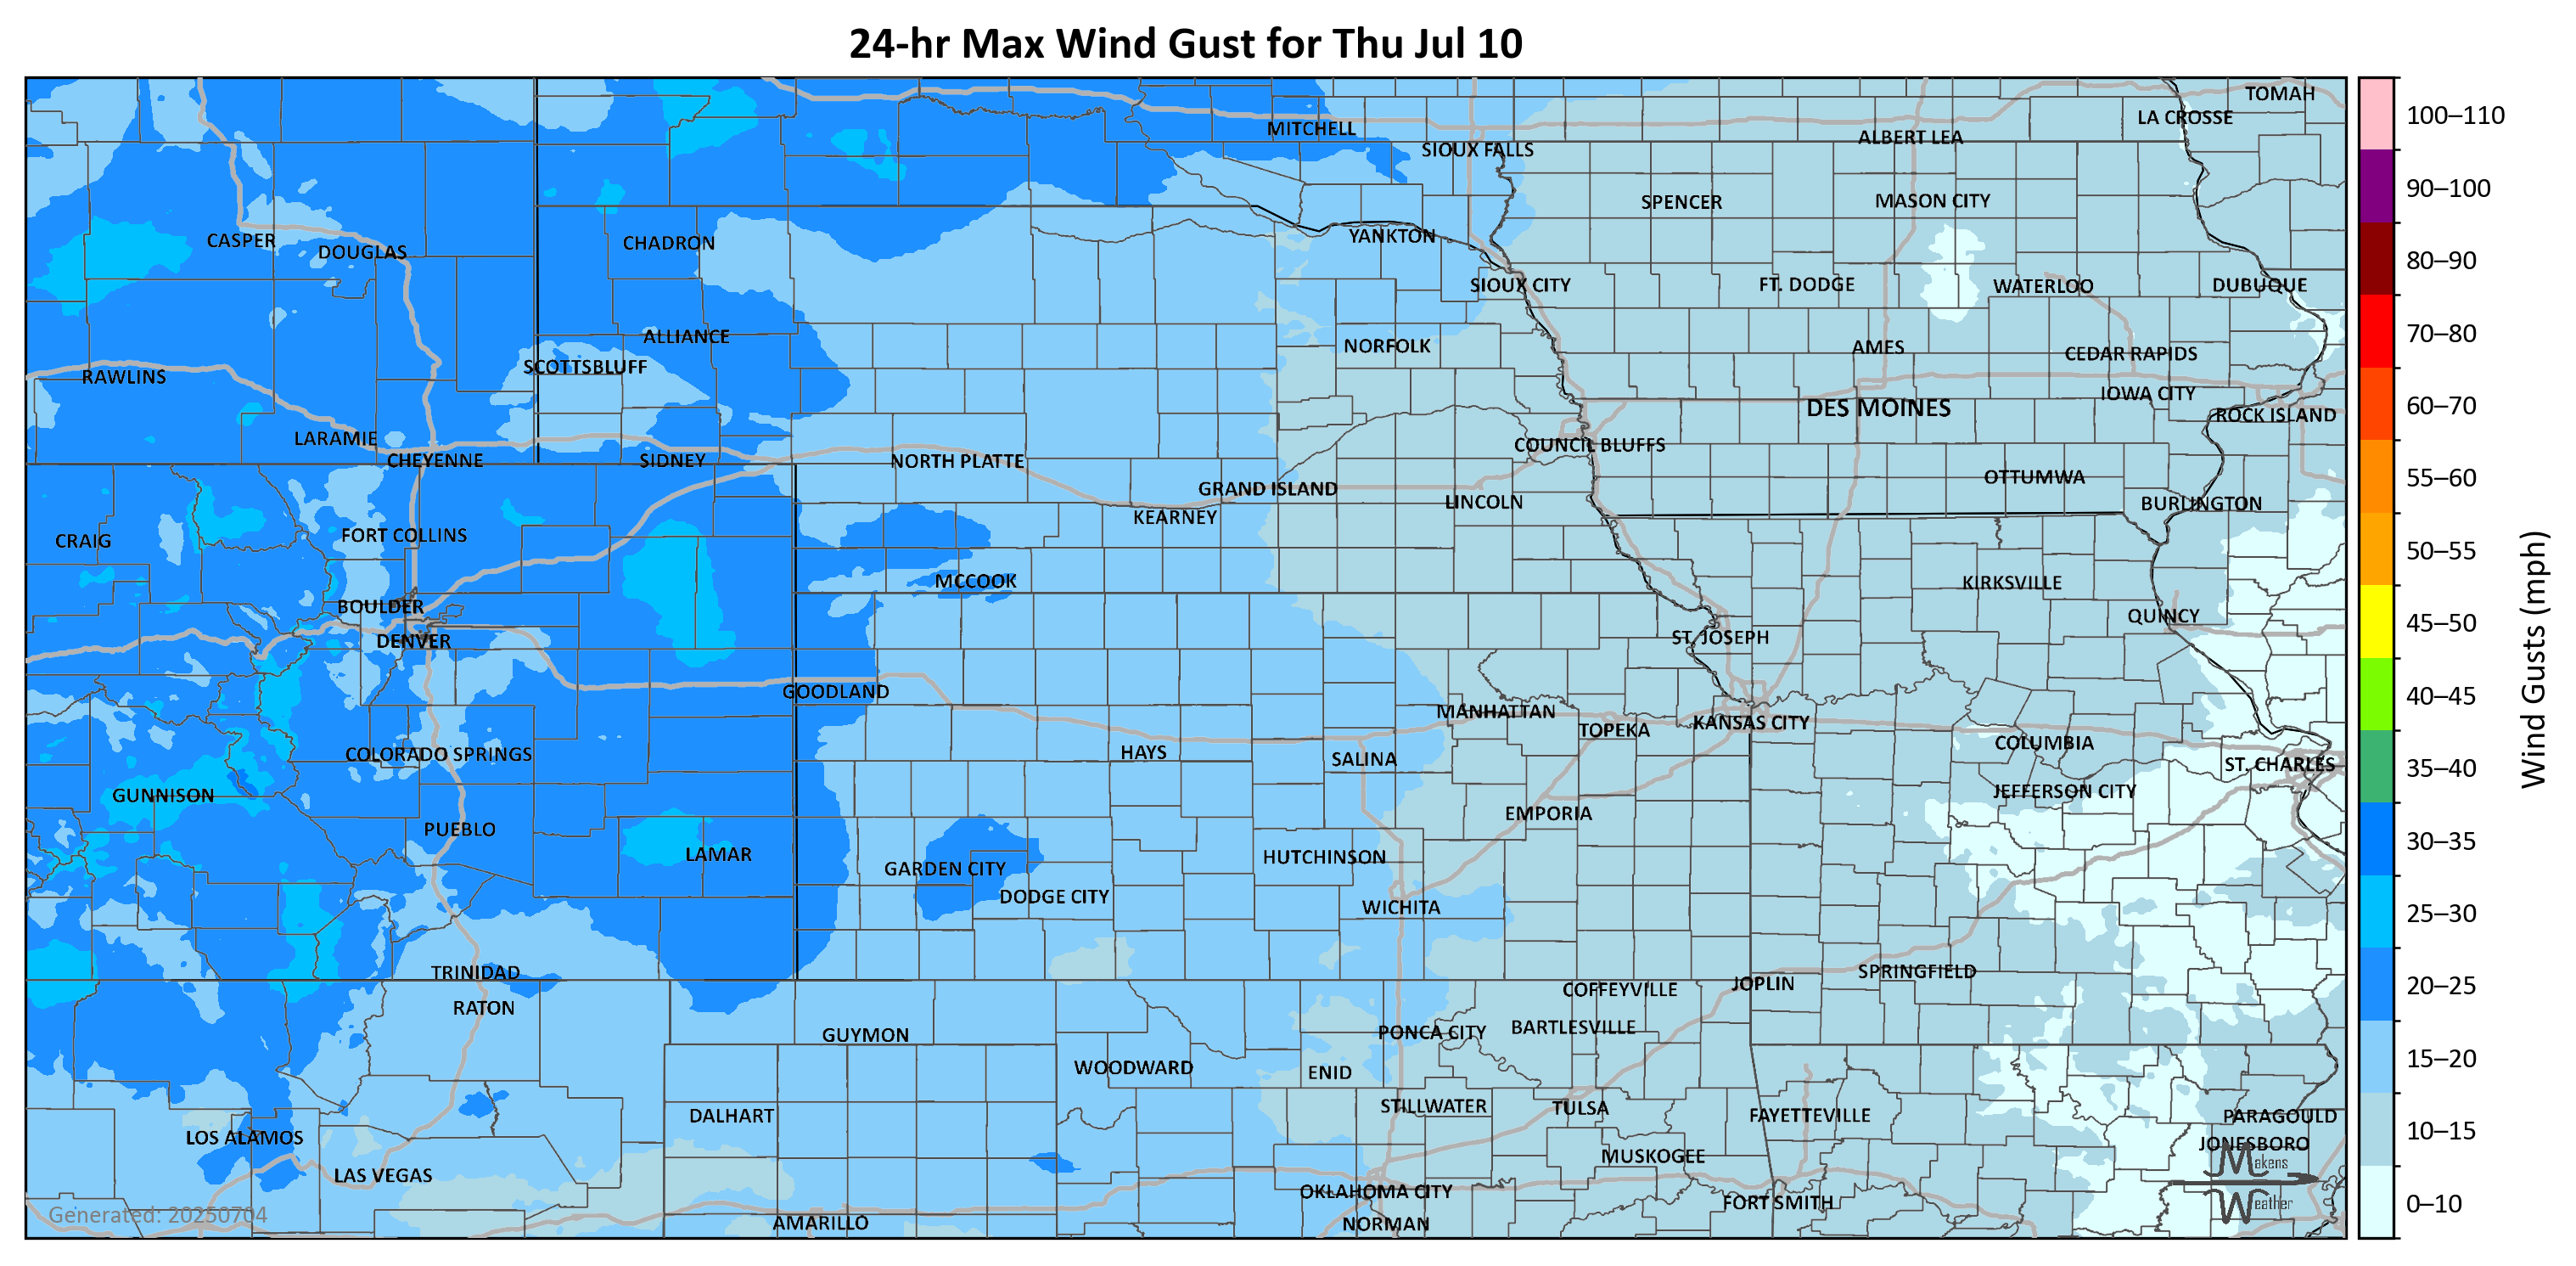 24-hr Max Wind Gust for Thu Jul 10
TOMAH
LA CROSSE
MITCHELL
ALBERT LEA
SIOUX FALLS
SPENCER
MASON CITY
CASPER
DOUGLAS
CHADRON
YANKTON
SIOUX CITY
FT. DODGE
WATERLOO
DUBUQUE
ALLIANCE
NORFOLK
AMES
CEDAR RAPIDS
SCOTTSBLUFF
RAWLINS
IOWA CITY
DES MOINES
ROCK ISLAND
LARAMIE
COUNCIL BLUFFS
CHEYENNE
SIDNEY
NORTH PLATTE
OTTUMWA
GRAND ISLAND
LINCOLN
BURLINGTON
KEARNEY
FORT COLLINS
CRAIG
MCCOOK
KIRKSVILLE
BOULDER
QUINCY
DENVER
ST. JOSEPH
GOODLAND
MANHATTAN
TOPEKA
KANSAS CITY
COLUMBIA
COLORADO SPRINGS
HAYS
SALINA
ST. CHARLES
GUNNISON
JEFFERSON CITY
EMPORIA
PUEBLO
LAMAR
HUTCHINSON
GARDEN CITY
DODGE CITY
WICHITA
TRINIDAD
SPRINGFIELD
JOPLIN
COFFEYVILLE
RATON
BARTLESVILLE
PONCA CITY
GUYMON
WOODWARD
ENID
STILLWATER
TULSA
DALHART
FAYETTEVILLE
PARAGOULD
LOS ALAMOS
JONESBORO
MUSKOGEE
LAS VEGAS
OKLAHOMA CITY
FORT SMITH
AMARILLO
NORMAN
Generated: 20250704
Makens
Weather
100–110
90–100
80–90
70–80
60–70
55–60
50–55
45–50
40–45
35–40
30–35
25–30
20–25
15–20
10–15
0–10
Wind Gusts (mph)